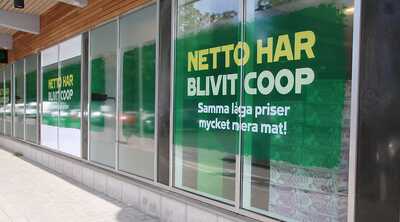 NETTO HAR
BLIVIT COOP
NETTO HAR
BLIVIT COOP
Samma låga priser
mycket mera mat!